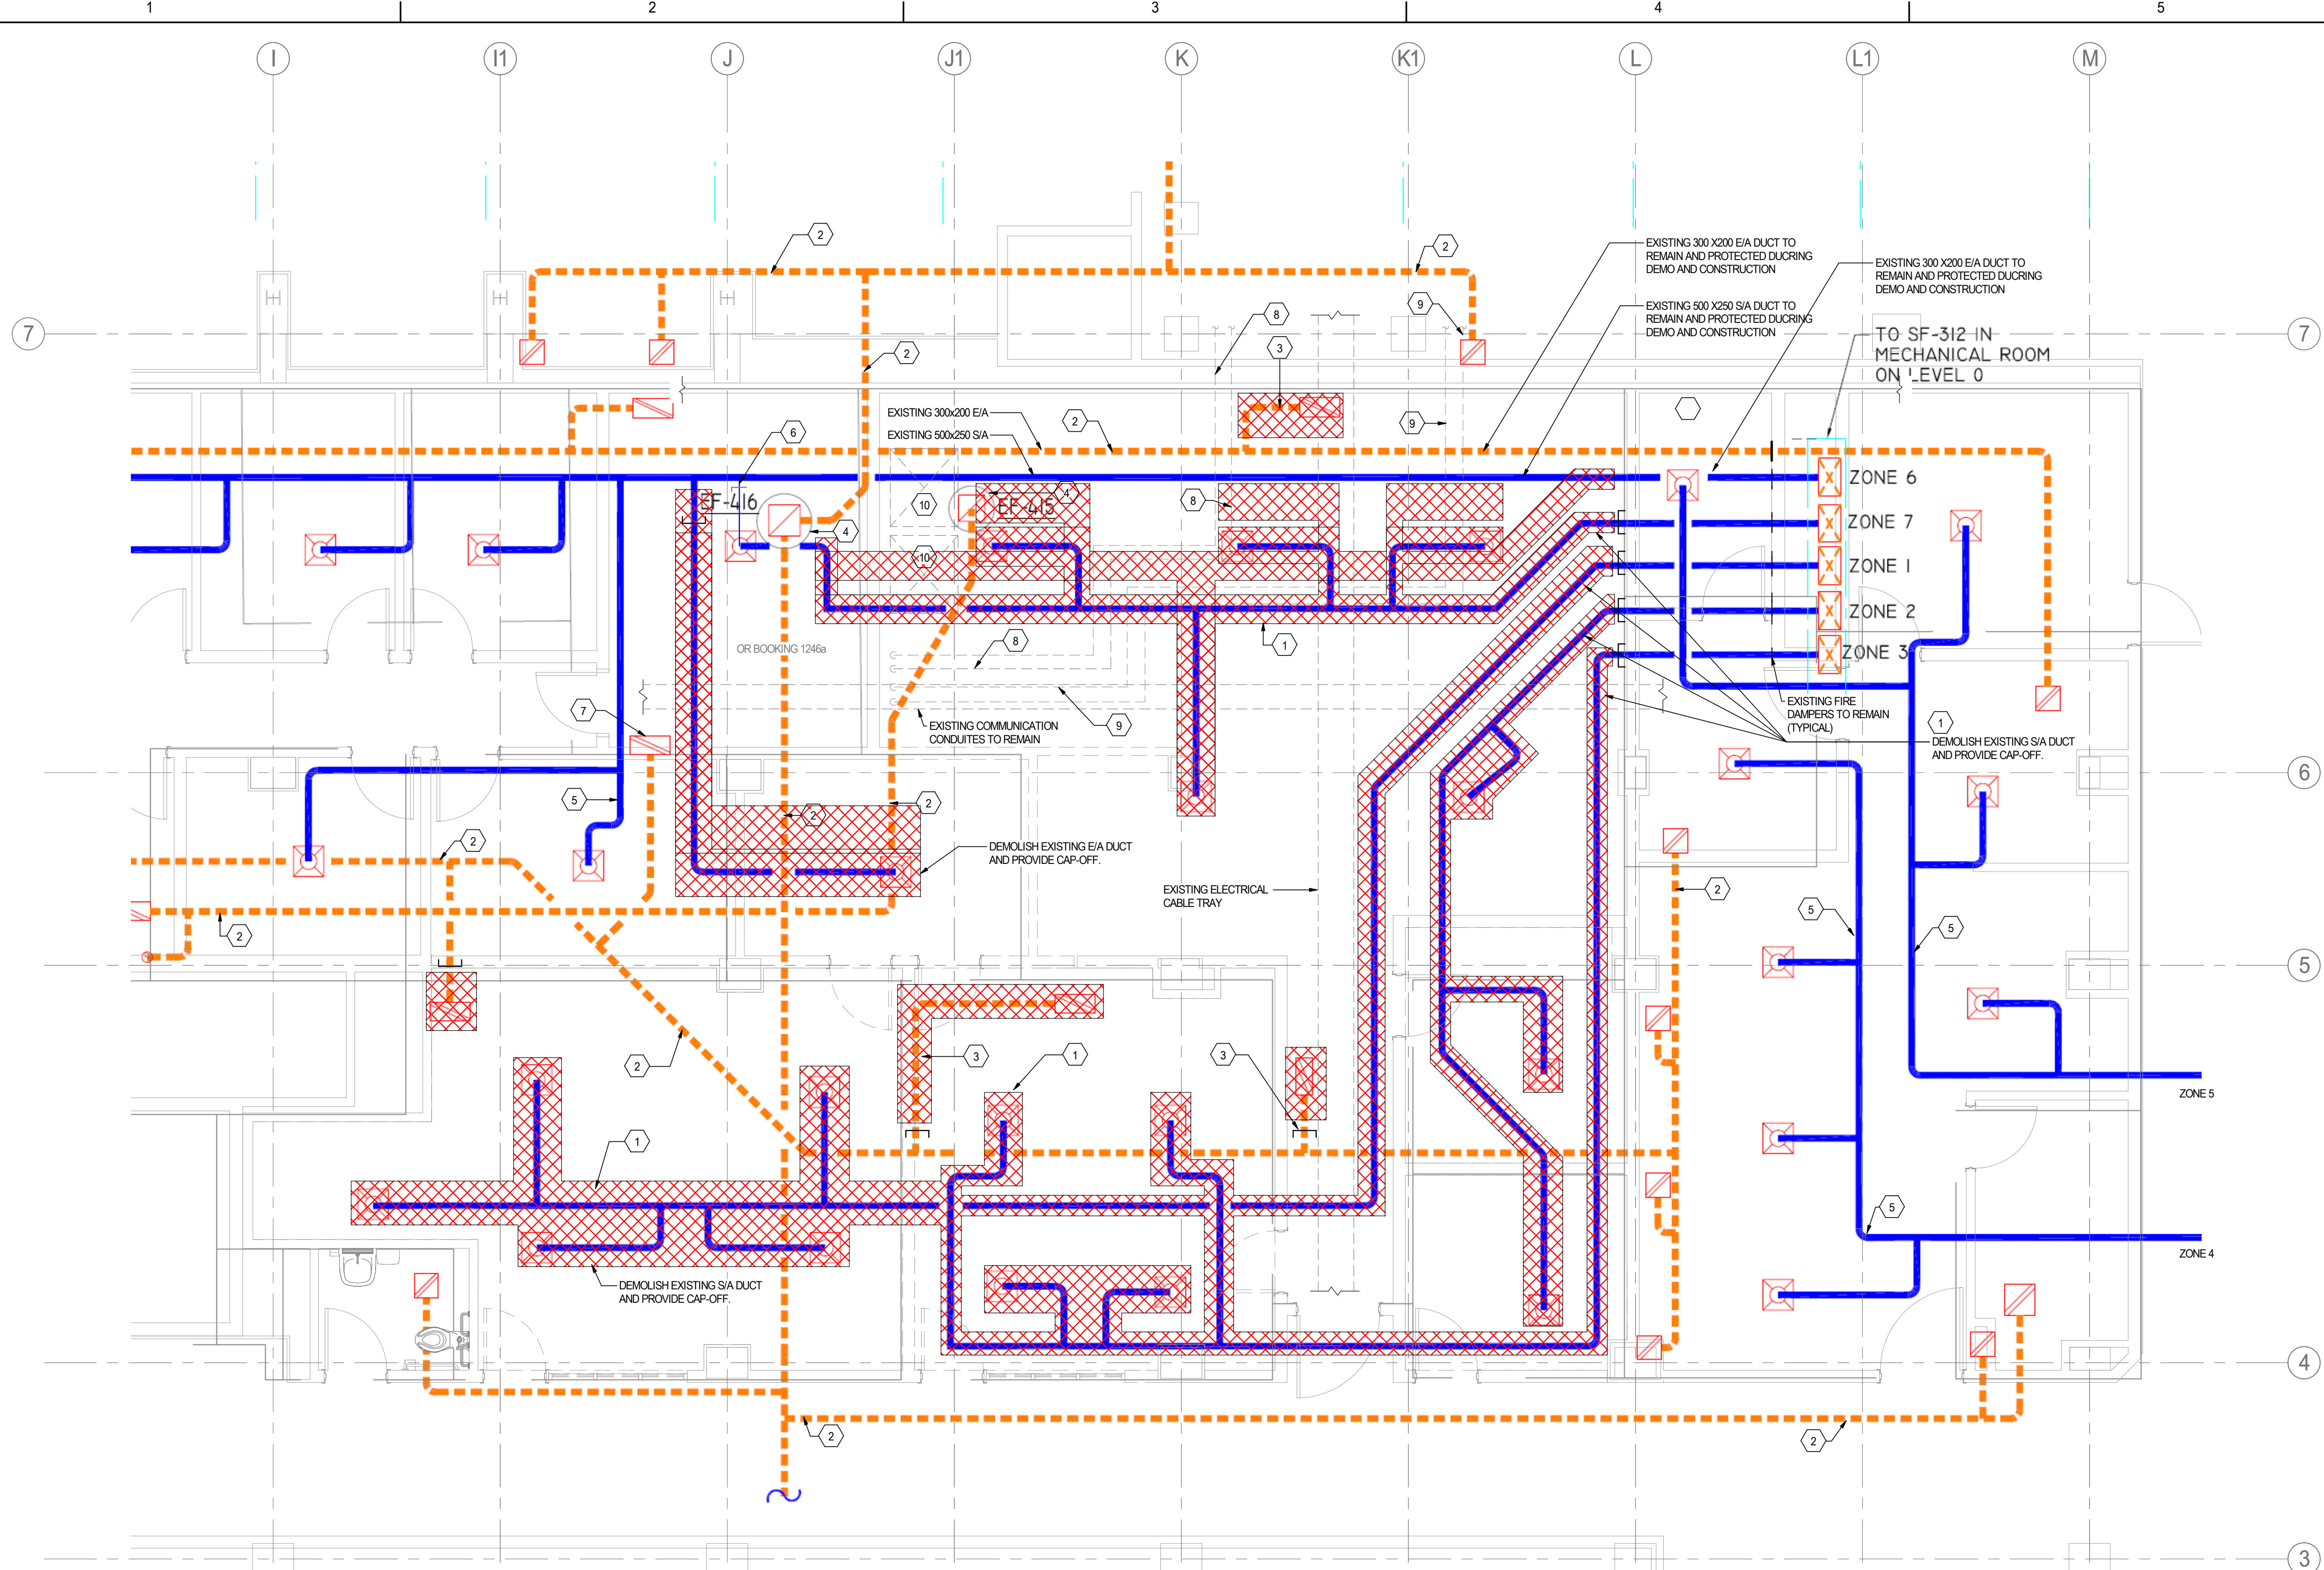 1 2 3 4 5
I I1 J J1 K K1 L L1 M
2
2
EXISTING 300 X200 E/A DUCT TO
REMAIN AND PROTECTED DUCRING
DEMO AND CONSTRUCTION
EXISTING 300 X200 E/A DUCT TO
REMAIN AND PROTECTED DUCRING
DEMO AND CONSTRUCTION
EXISTING 500 X250 S/A DUCT TO
REMAIN AND PROTECTED DUCRING
DEMO AND CONSTRUCTION
8
9
7
7
TO SF-312 IN
MECHANICAL ROOM
ON LEVEL 0
2
3
EXISTING 300x200 E/A
2
9
6
EXISTING 500x250 S/A
ZONE 6
EF-416
10
4
EF-415
8
ZONE 7
4
10
ZONE 1
ZONE 2
OR BOOKING 1246a
8
1
ZONE 3
7
EXISTING COMMUNICATION
CONDUITES TO REMAIN
9
EXISTING FIRE
DAMPERS TO REMAIN
(TYPICAL)
1
DEMOLISH EXISTING S/A DUCT
AND PROVIDE CAP-OFF.
6
5
2
2
2
DEMOLISH EXISTING E/A DUCT
AND PROVIDE CAP-OFF.
EXISTING ELECTRICAL
CABLE TRAY
2
5
5
2
5
2
3
1
3
ZONE 5
1
5
ZONE 4
DEMOLISH EXISTING S/A DUCT
AND PROVIDE CAP-OFF.
4
2
2
3